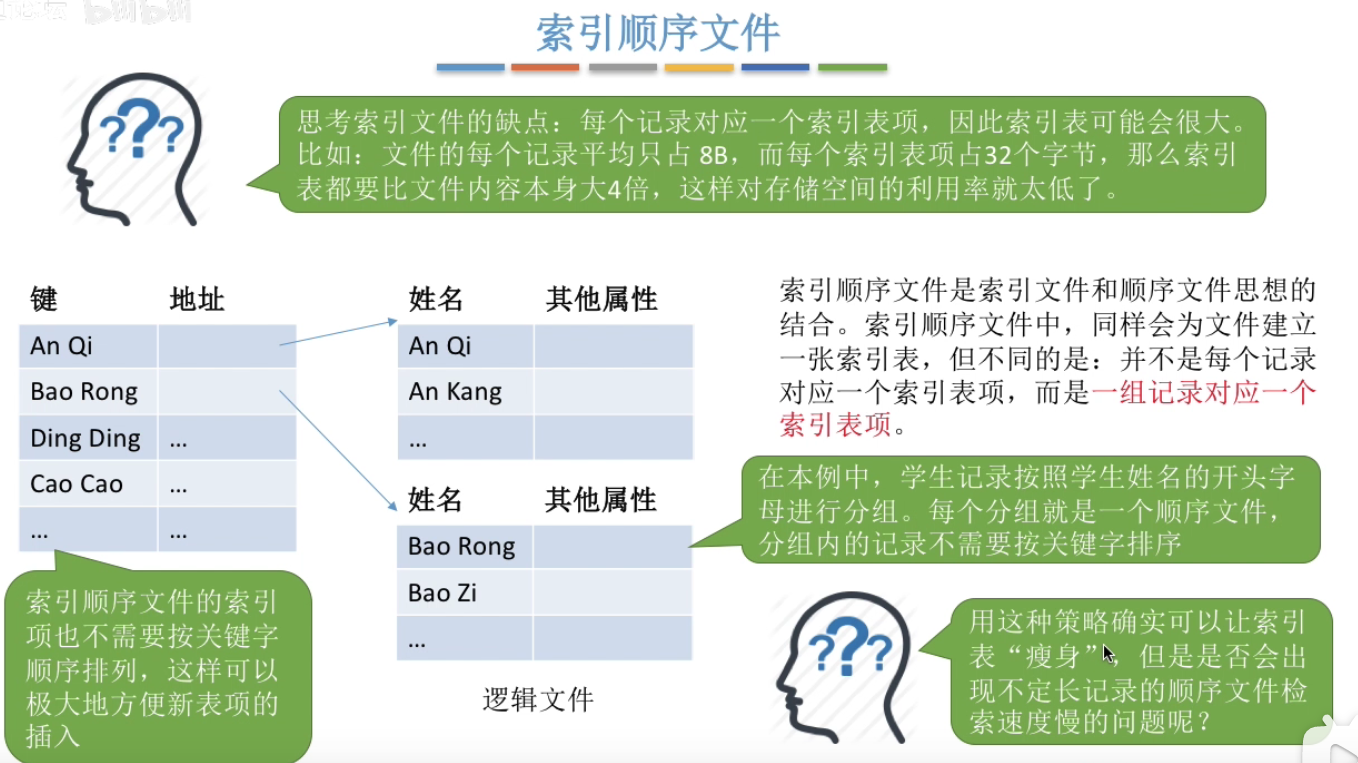 索引顺序文件
思考索引文件的缺点：每个记录对应一个索引表项，因此索引表可能会很大。
比如：文件的每个记录平均只占 8B，而每个索引表项占32个字节，那么索引
表都要比文件内容本身大4倍，这样对存储空间的利用率就太低了。
键 地址
An Qi
Bao Rong
Ding Ding ...
Cao Cao ...
... ...
姓名 其他属性
An Qi
An Kang
...
姓名 其他属性
Bao Rong
Bao Zi
...
逻辑文件
索引顺序文件是索引文件和顺序文件思想的
结合。索引顺序文件中，同样会为文件建立
一张索引表，但不同的是：并不是每个记录
对应一个索引表项，而是一组记录对应一个
索引表项。
在本例中，学生记录按照学生姓名的开头字
母进行分组。每个分组就是一个顺序文件，
分组内的记录不需要按关键字排序
索引顺序文件的索引
项也不需要按关键字
顺序排列，这样可以
极大地方便新表项的
插入
用这种策略确实可以让索引
表“瘦身”，但是是否会出
现不定长记录的顺序文件检
索速度慢的问题呢？